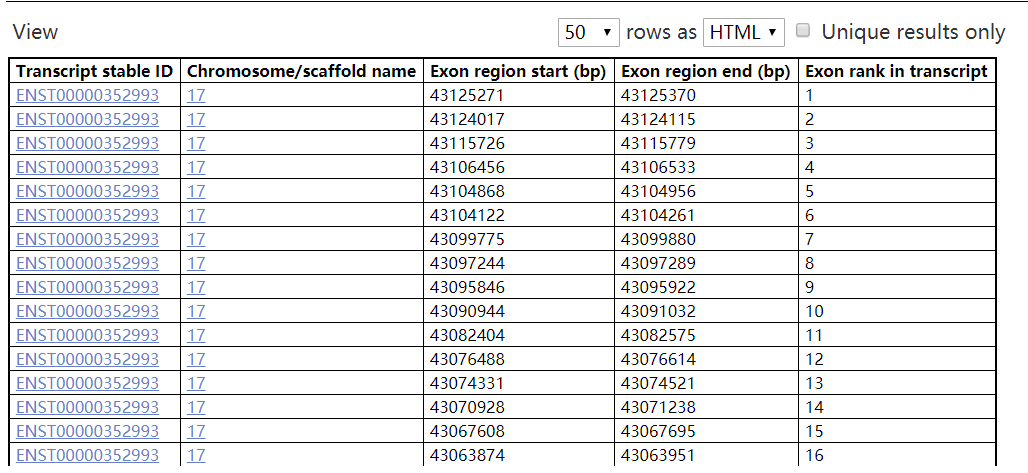 View 50 rows as HTML Unique results only
Transcript stable ID Chromosome/scaffold name Exon region start (bp) Exon region end (bp) Exon rank in transcript
ENST00000352993 17 43125271 43125370 1
ENST00000352993 17 43124017 43124115 2
ENST00000352993 17 43115726 43115779 3
ENST00000352993 17 43106456 43106533 4
ENST00000352993 17 43104868 43104956 5
ENST00000352993 17 43104122 43104261 6
ENST00000352993 17 43099775 43099880 7
ENST00000352993 17 43097244 43097289 8
ENST00000352993 17 43095846 43095922 9
ENST00000352993 17 43090944 43091032 10
ENST00000352993 17 43082404 43082575 11
ENST00000352993 17 43076488 43076614 12
ENST00000352993 17 43074331 43074521 13
ENST00000352993 17 43070928 43071238 14
ENST00000352993 17 43067608 43067695 15
ENST00000352993 17 43063874 43063951 16